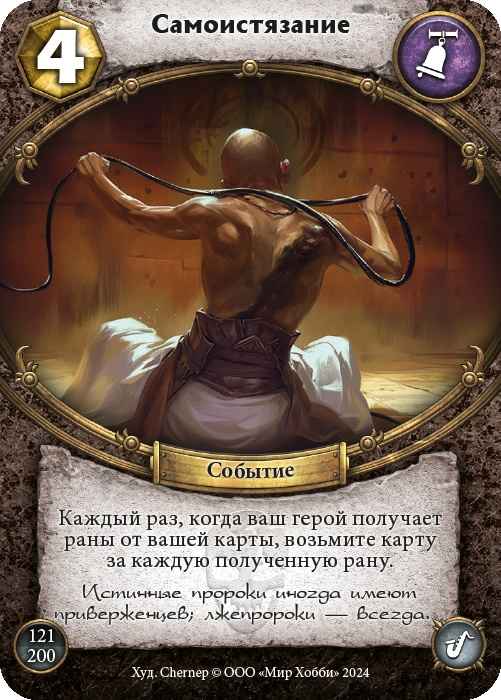 Самоистязание
4
Событие
Каждый раз, когда ваш герой получает
раны от вашей карты, возьмите карту
за каждую полученную рану.
Истинные пророки иногда имеют
приверженцев; лжепророки — всегда.
121
200
Худ. Chernep © ООО «Мир Хобби» 2024